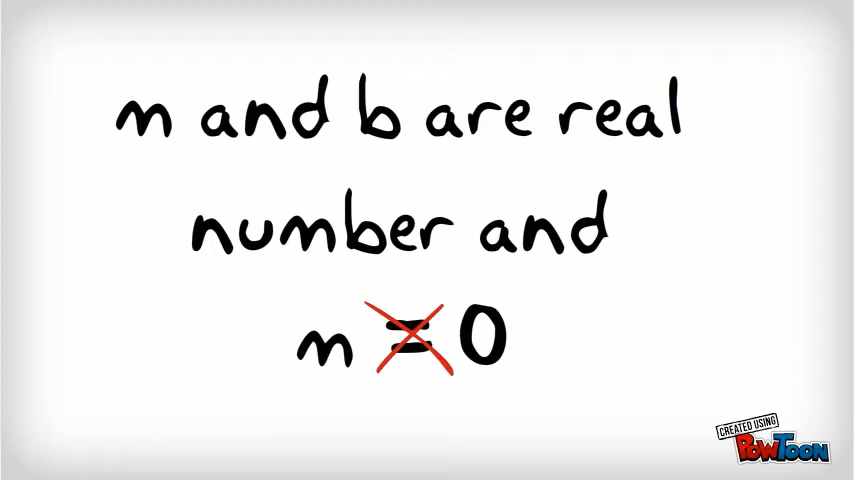 m and b are real
number and
m = 0
CREATED USING
POWTOON